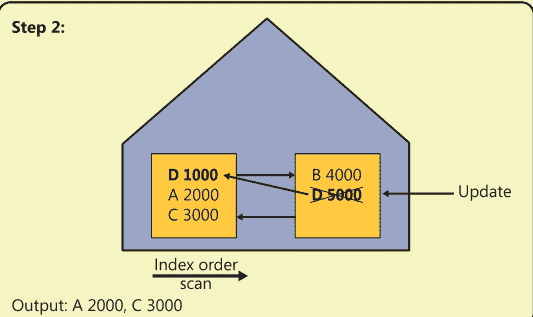 Step 2:
D 1000
A 2000
C 3000
B 4000
D 5000
Update
Index order
scan
Output: A 2000, C 3000